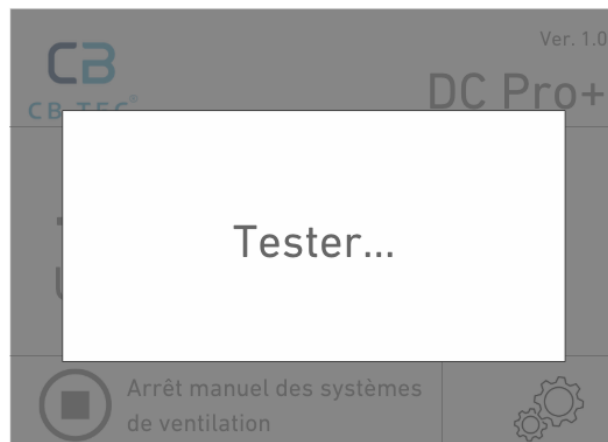 CB
Ver. 1.0
DC Pro+
CB TEC®
Tester...
Arrêt manuel des systèmes
de ventilation